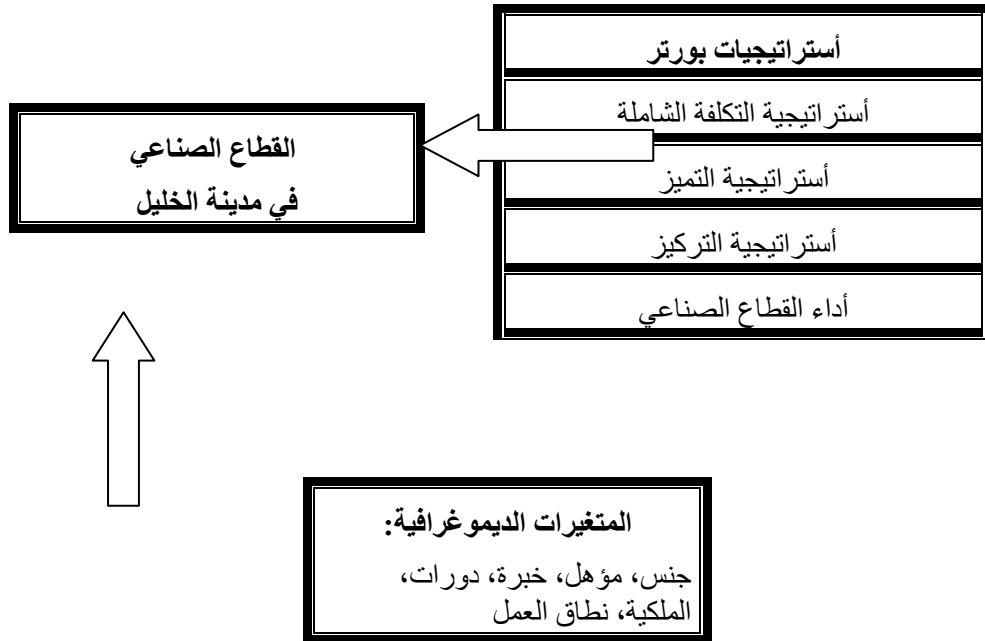 أستراتيجيات بورتر
أستراتيجية التكلفة الشاملة
أستراتيجية التميز
أستراتيجية التركيز
أداء القطاع الصناعي
القطاع الصناعي
في مدينة الخليل
المتغيرات الديموغرافية:
جنس، مؤهل، خبرة، دورات،
الملكية، نطاق العمل